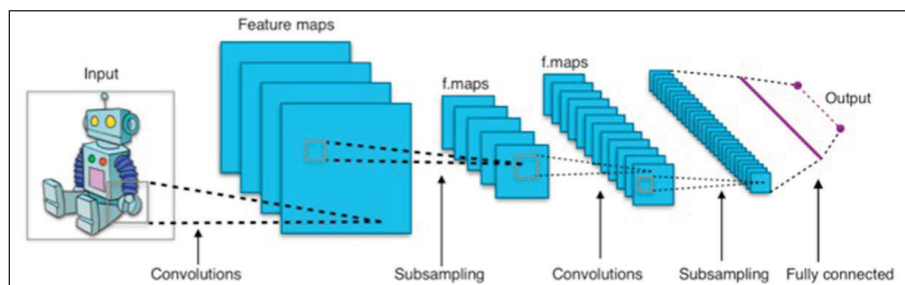 Feature maps
Input
f.maps
f.maps
Output
Convolutions
Subsampling
Convolutions
Subsampling
Fully connected